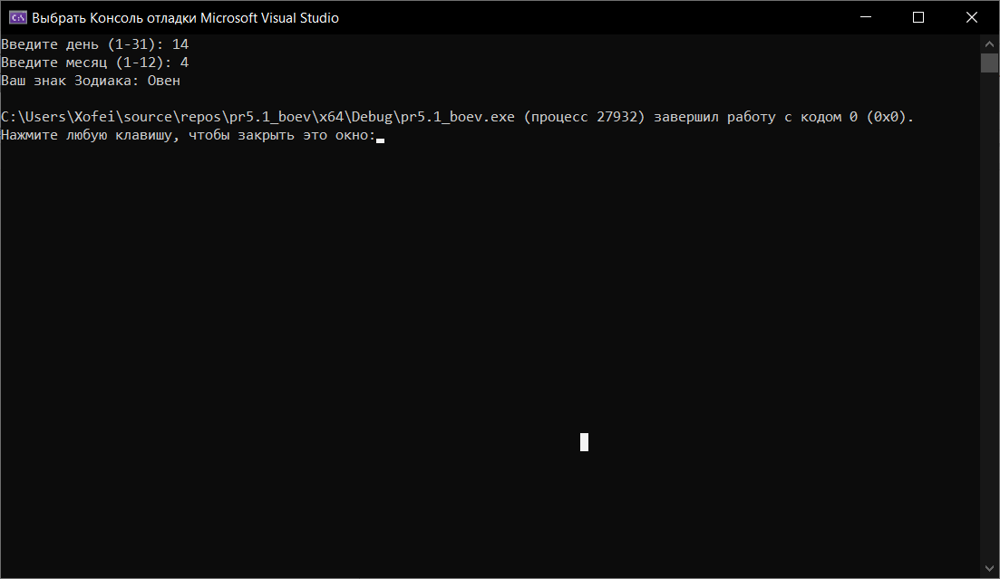 Выбрать Консоль отладки Microsoft Visual Studio
Введите день (1-31): 14
Введите месяц (1-12): 4
Ваш знак Зодиака: Овен
C:\Users\Xofei\source\repos\pr5.1_boev\x64\Debug\pr5.1_boev.exe (процесс 27932) завершил работу с кодом 0 (0x0).
Нажмите любую клавишу, чтобы закрыть это окно: